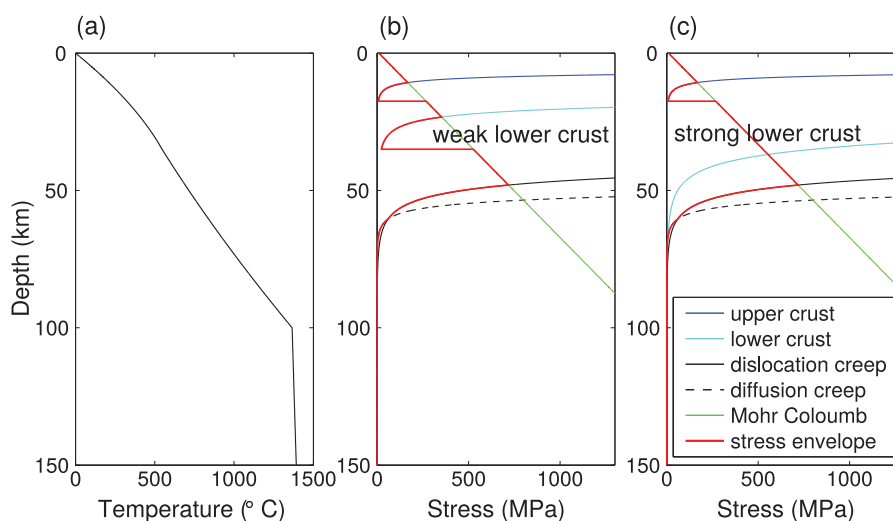 (a)
(b)
(c)
0
50
100
150
Depth (km)
0
500
1000
1500
Temperature (° C)
0
50
100
150
weak lower crust
0
500
1000
Stress (MPa)
0
50
100
150
strong lower crust
upper crust
lower crust
dislocation creep
diffusion creep
Mohr Coloumb
stress envelope
0
500
1000
Stress (MPa)